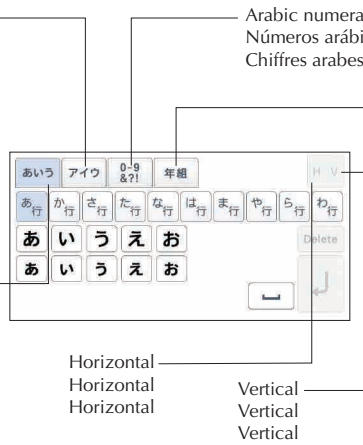 Arabic numera
Números arábi
Chiffres arabes
あいう アイウ 0-9 &?! 年組 H V
あ行 か行 さ行 た行 な行 は行 ま行 や行 ら行 わ行
あ い う え お Delete
あ い う え お
Horizontal
Horizontal
Horizontal
Vertical
Vertical
Vertical